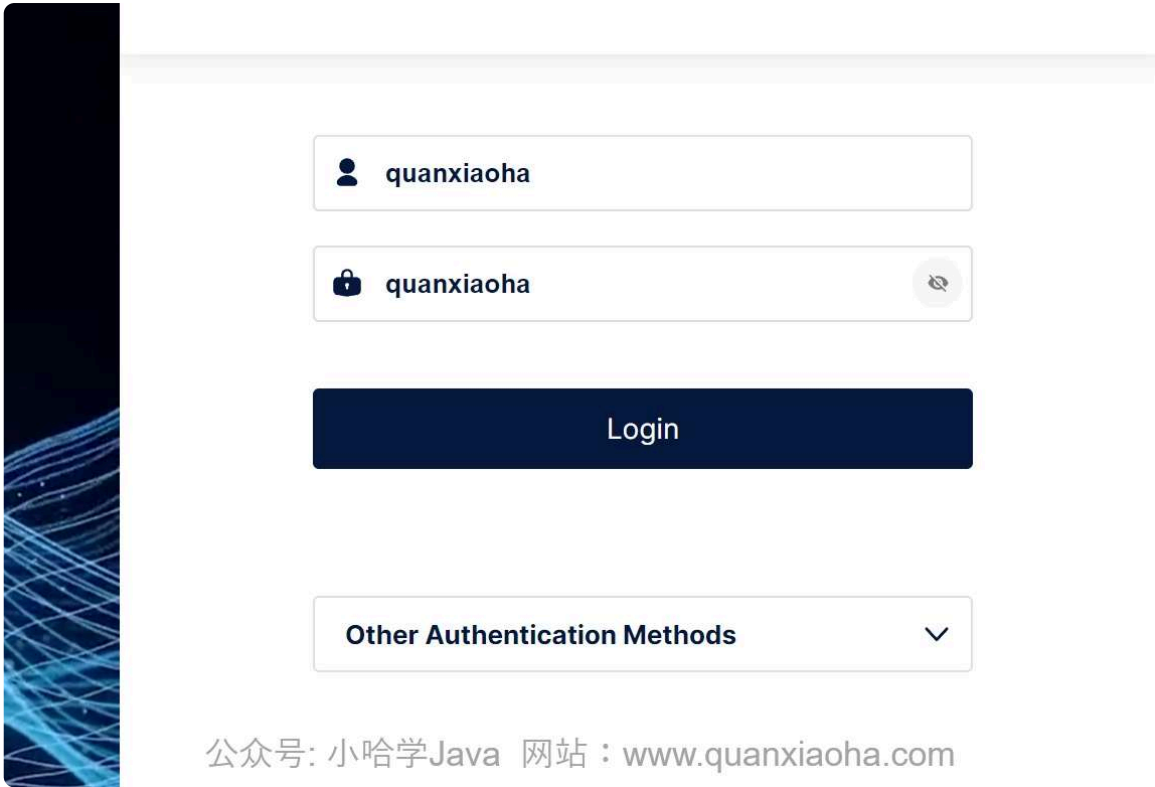 quanxiaoha
quanxiaoha
Login
Other Authentication Methods
公众号: 小哈学Java 网站：www.quanxiaoha.com